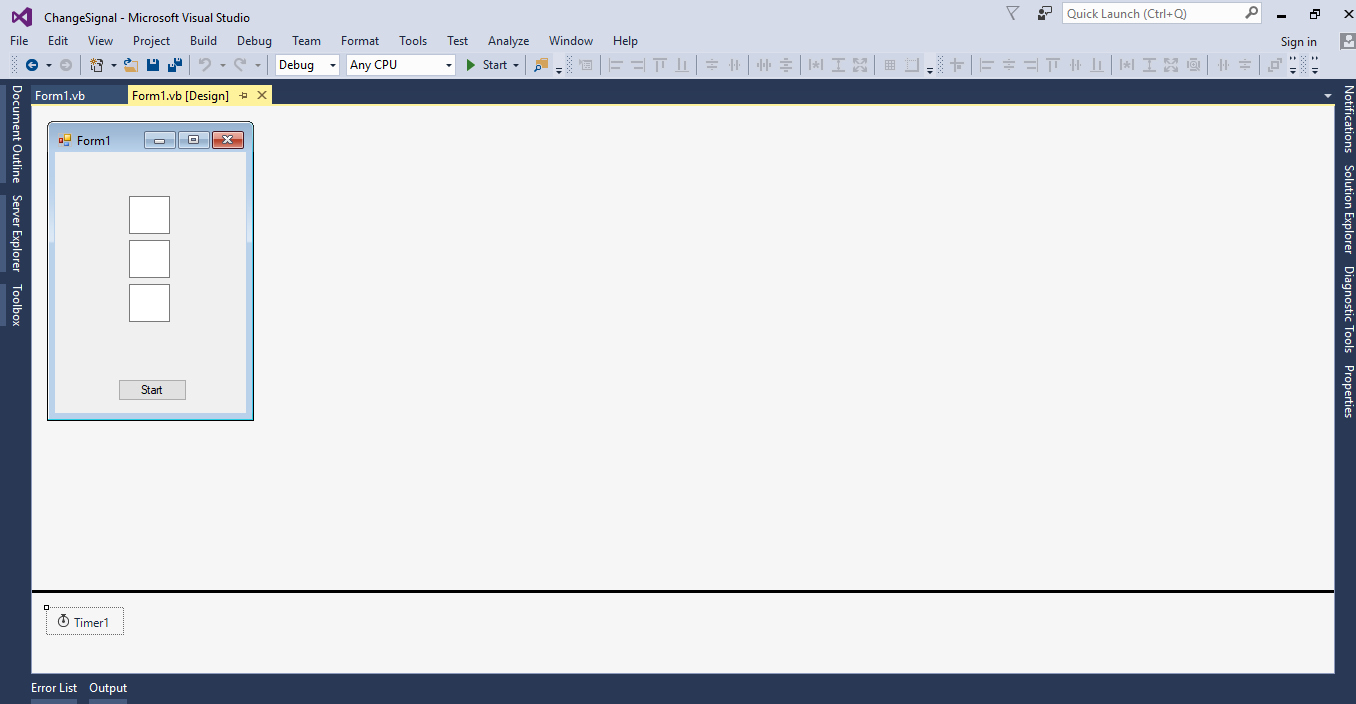 ChangeSignal - Microsoft Visual Studio
Quick Launch (Ctrl+Q)
File Edit View Project Build Debug Team Format Tools Test Analyze Window Help
Sign in
Debug Any CPU Start
Form1.vb Form1.vb [Design]
Document Outline
Server Explorer
Toolbox
Form1
Start
Timer1
Notifications
Solution Explorer
Diagnostic Tools
Properties
Error List Output